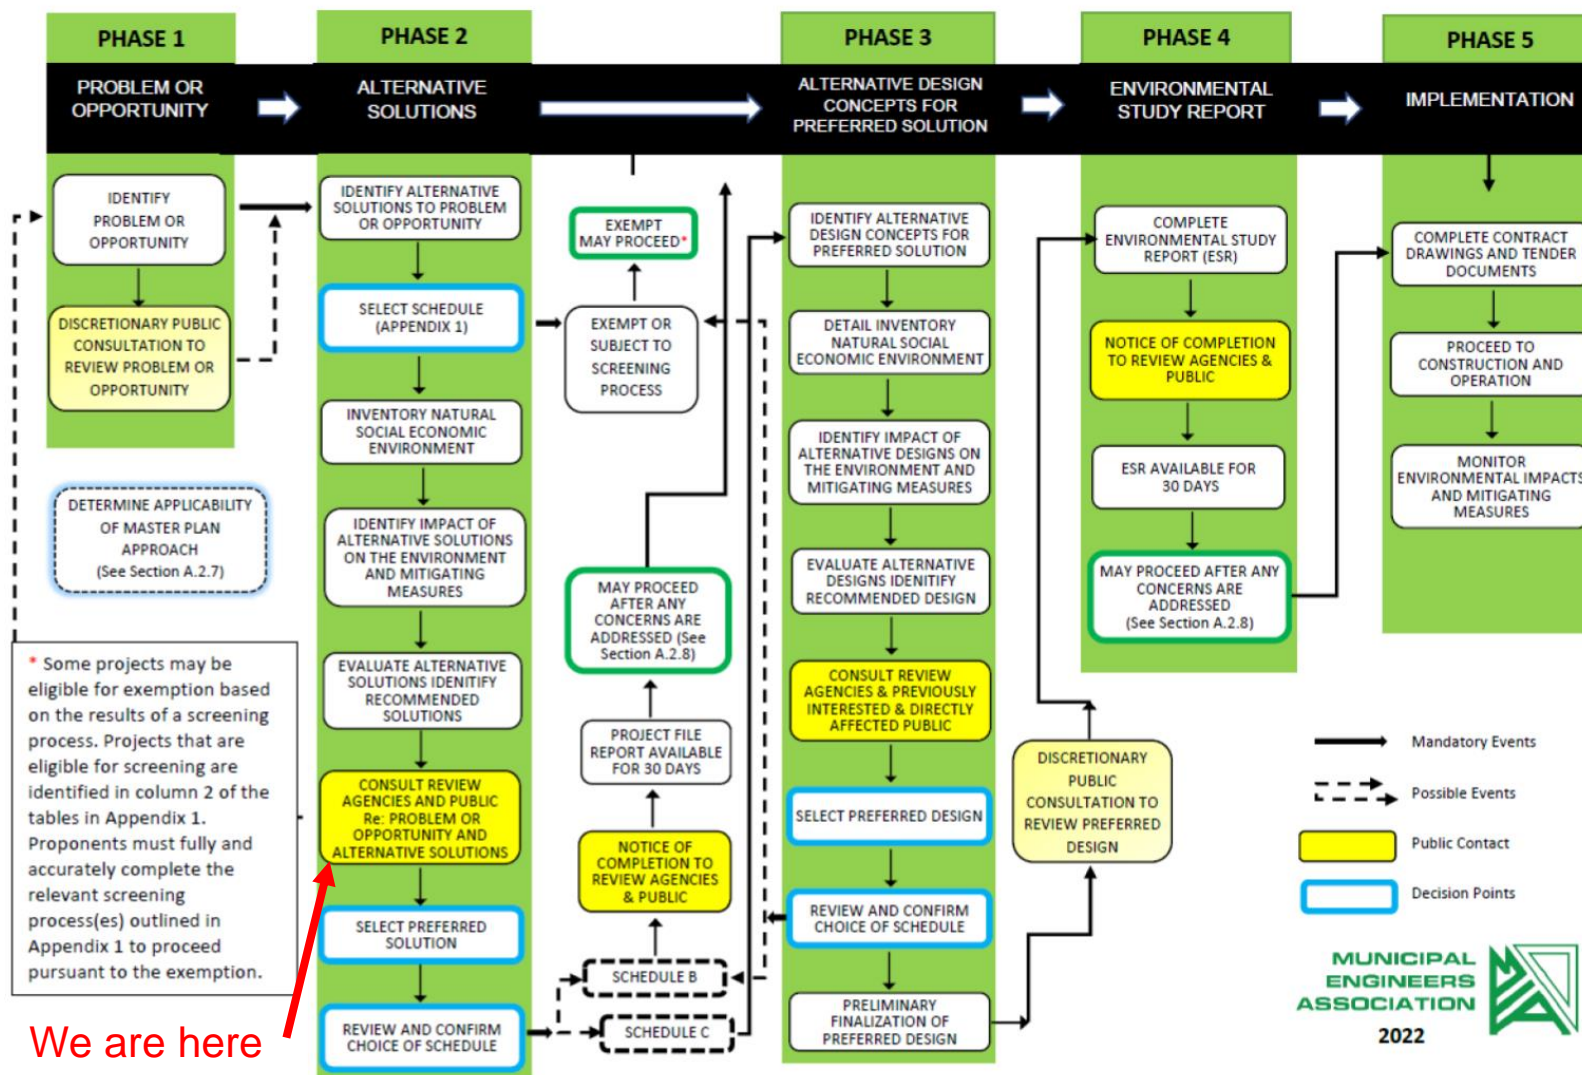 PHASE 1
PROBLEM OR
OPPORTUNITY
IDENTIFY
PROBLEM OR
OPPORTUNITY
DISCRETIONARY PUBLIC
CONSULTATION TO
REVIEW PROBLEM OR
OPPORTUNITY
DETERMINE APPLICABILITY
OF MASTER PLAN
APPROACH
(See Section A.2.7)
* Some projects may be
eligible for exemption based
on the results of a screening
process. Projects that are
eligible for screening are
identified in column 2 of the
tables in Appendix 1.
Proponents must fully and
accurately complete the
relevant screening
process(es) outlined in
Appendix 1 to proceed
pursuant to the exemption.
We are here
PHASE 2
ALTERNATIVE
SOLUTIONS
IDENTIFY ALTERNATIVE
SOLUTIONS TO PROBLEM
OR OPPORTUNITY
SELECT SCHEDULE
(APPENDIX 1)
INVENTORY NATURAL
SOCIAL ECONOMIC
ENVIRONMENT
IDENTIFY IMPACT OF
ALTERNATIVE SOLUTIONS
ON THE ENVIRONMENT
AND MITIGATING
MEASURES
EVALUATE ALTERNATIVE
SOLUTIONS IDEITIFY
RECOMMENDED
SOLUTIONS
CONSULT REVIEW
AGENCIES AND PUBLIC
Re: PROBLEM OR
OPPORTUNITY AND
ALTERNATIVE SOLUTIONS
SELECT PREFERRED
SOLUTION
REVIEW AND CONFIRM
CHOICE OF SCHEDULE
EXEMPT
MAY PROCEED*
EXEMPT OR
SUBJECT TO
SCREENING
PROCESS
MAY PROCEED
AFTER ANY
CONCERNS ARE
ADDRESSED (See
Section A.2.8)
PROJECT FILE
REPORT AVAILABLE
FOR 30 DAYS
NOTICE OF
COMPLETION TO
REVIEW AGENCIES
& PUBLIC
SCHEDULE B
SCHEDULE C
PHASE 3
ALTERNATIVE DESIGN
CONCEPTS FOR
PREFERRED SOLUTION
IDENTIFY ALTERNATIVE
DESIGN CONCEPTS FOR
PREFERRED SOLUTION
DETAIL INVENTORY
NATURAL SOCIAL
ECONOMIC ENVIRONMENT
IDENTIFY IMPACT OF
ALTERNATIVE DESIGNS ON
THE ENVIRONMENT AND
MITIGATING MEASURES
EVALUATE ALTERNATIVE
DESIGNS IDEITIFY
RECOMMENDED DESIGN
CONSULT REVIEW
AGENCIES & PREVIOUSLY
INTERESTED & DIRECTLY
AFFECTED PUBLIC
SELECT PREFERRED DESIGN
REVIEW AND CONFIRM
CHOICE OF SCHEDULE
PRELIMINARY
FINALIZATION OF
PREFERRED DESIGN
DISCRETIONARY
PUBLIC
CONSULTATION TO
REVIEW PREFERRED
DESIGN
PHASE 4
ENVIRONMENTAL
STUDY REPORT
COMPLETE
ENVIRONMENTAL STUDY
REPORT (ESR)
NOTICE OF COMPLETION
TO REVIEW AGENCIES &
PUBLIC
ESR AVAILABLE FOR
30 DAYS
MAY PROCEED AFTER ANY
CONCERNS ARE
ADDRESSED
(See Section A.2.8)
PHASE 5
IMPLEMENTATION
COMPLETE CONTRACT
DRAWINGS AND TENDER
DOCUMENTS
PROCEED TO
CONSTRUCTION AND
OPERATION
MONITOR
ENVIRONMENTAL IMPACTS
AND MITIGATING
MEASURES
Mandatory Events
Possible Events
Public Contact
Decision Points
MUNICIPAL
ENGINEERS
ASSOCIATION
2022